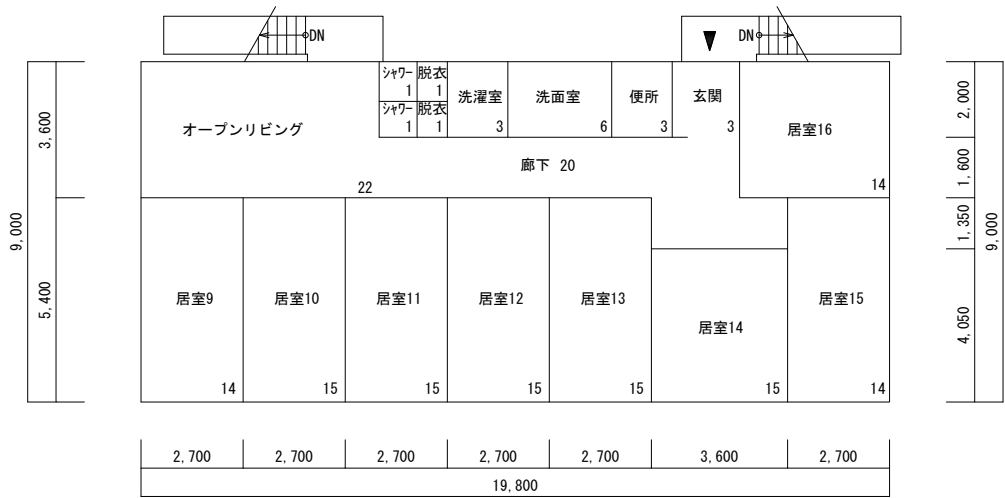 DN
DN
シャワー
1
脱衣
1
シャワー
1
脱衣
1
洗濯室
3
洗面室
6
便所
3
玄関
3
オープンリビング
22
廊下 20
居室16
14
居室9
14
居室10
15
居室11
15
居室12
15
居室13
15
居室14
15
居室15
14
9,000
3,600
5,400
2,000
1,600
1,350
4,050
9,000
2,700
2,700
2,700
2,700
2,700
3,600
2,700
19,800